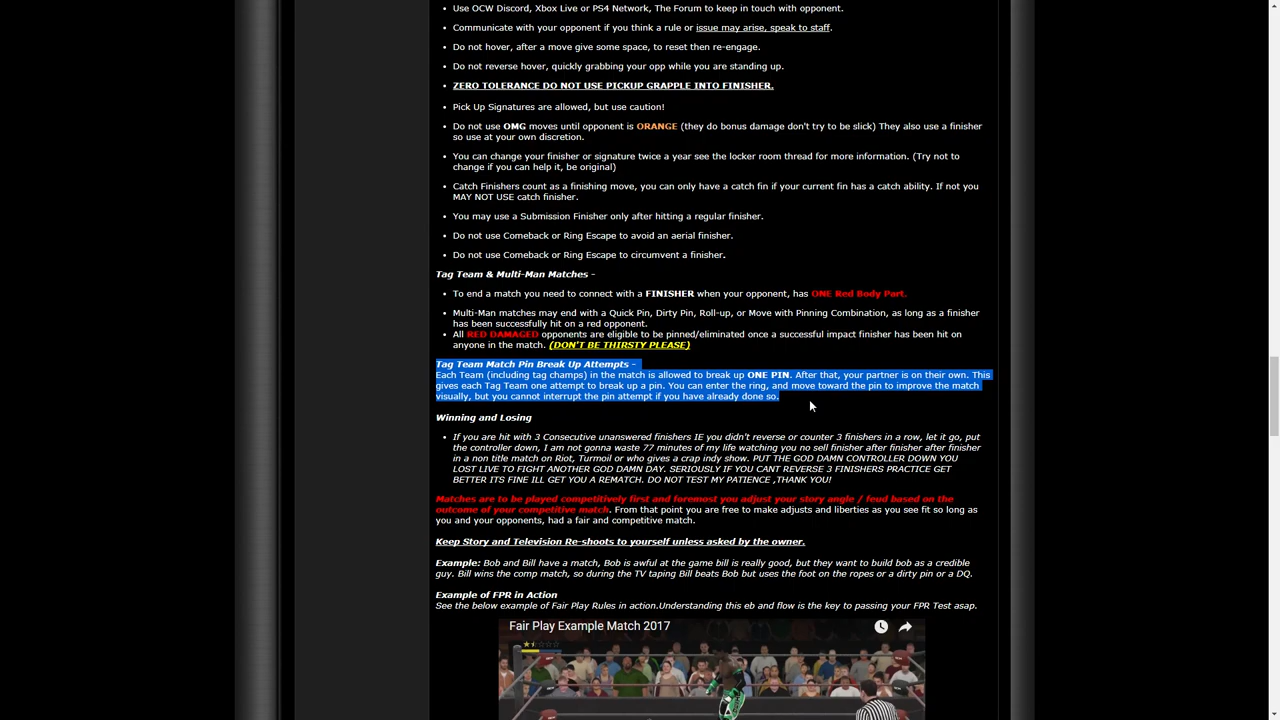 Use OCW Discord, Xbox Live or PS4 Network, The Forum to keep in touch with opponent.
Communicate with your opponent if you think a rule or issue may arise, speak to staff.
Do not hover, after a move give some space, to reset then re-engage.
Do not reverse hover, quickly grabbing your opp while you are standing up.
ZERO TOLERANCE DO NOT USE PICKUP GRAPPLE INTO FINISHER.
Pick Up Signatures are allowed, but use caution!
Do not use OMG moves until opponent is ORANGE (they do bonus damage don't try to be slick) They also use a finisher
so use at your own discretion.
You can change your finisher or signature twice a year see the locker room thread for more information. (Try not to
change if you can help it, be original)
Catch Finishers count as a finishing move, you can only have a catch fin if your current fin has a catch ability. If not you
MAY NOT USE catch finisher.
You may use a Submission Finisher only after hitting a regular finisher.
Do not use Comeback or Ring Escape to avoid an aerial finisher.
Do not use Comeback or Ring Escape to circumvent a finisher.
Tag Team & Multi-Man Matches -
To end a match you need to connect with a FINISHER when your opponent, has ONE Red Body Part.
Multi-Man matches may end with a Quick Pin, Dirty Pin, Roll-up, or Move with Pinning Combination, as long as a finisher
has been successfully hit on a red opponent.
All RED DAMAGED opponents are eligible to be pinned/eliminated once a successful impact finisher has been hit on
anyone in the match. (DON'T BE THIRSTY PLEASE)
Tag Team Match Pin Break Up Attempts -
Each Team (including tag champs) in the match is allowed to break up ONE PIN. After that, your partner is on their own. This
gives each Tag Team one attempt to break up a pin. You can enter the ring, and move toward the pin to improve the match
visually, but you cannot interrupt the pin attempt if you have already done so.
Winning and Losing
If you are hit with 3 Consecutive unanswered finishers IE you didn't reverse or counter 3 finishers in a row, let it go, put
the controller down, I am not gonna waste 77 minutes of my life watching you no sell finisher after finisher after finisher
in a non title match on Riot, Turmoil or who gives a crap indy show. PUT THE GOD DAMN CONTROLLER DOWN YOU
LOST LIVE TO FIGHT ANOTHER GOD DAMN DAY. SERIOUSLY IF YOU CANT REVERSE 3 FINISHERS PRACTICE GET
BETTER ITS FINE ILL GET YOU A REMATCH. DO NOT TEST MY PATIENCE ,THANK YOU!
Matches are to be played competitively first and foremost you adjust your story angle / feud based on the
outcome of your competitive match. From that point you are free to make adjusts and liberties as you see fit so long as
you and your opponents, had a fair and competitive match.
Keep Story and Television Re-shoots to yourself unless asked by the owner.
Example: Bob and Bill have a match, Bob is awful at the game bill is really good, but they want to build bob as a credible
guy. Bill wins the comp match, so during the TV taping Bill beats Bob but uses the foot on the ropes or a dirty pin or a DQ.
Example of FPR in Action
See the below example of Fair Play Rules in action.Understanding this eb and flow is the key to passing your FPR Test asap.
Fair Play Example Match 2017